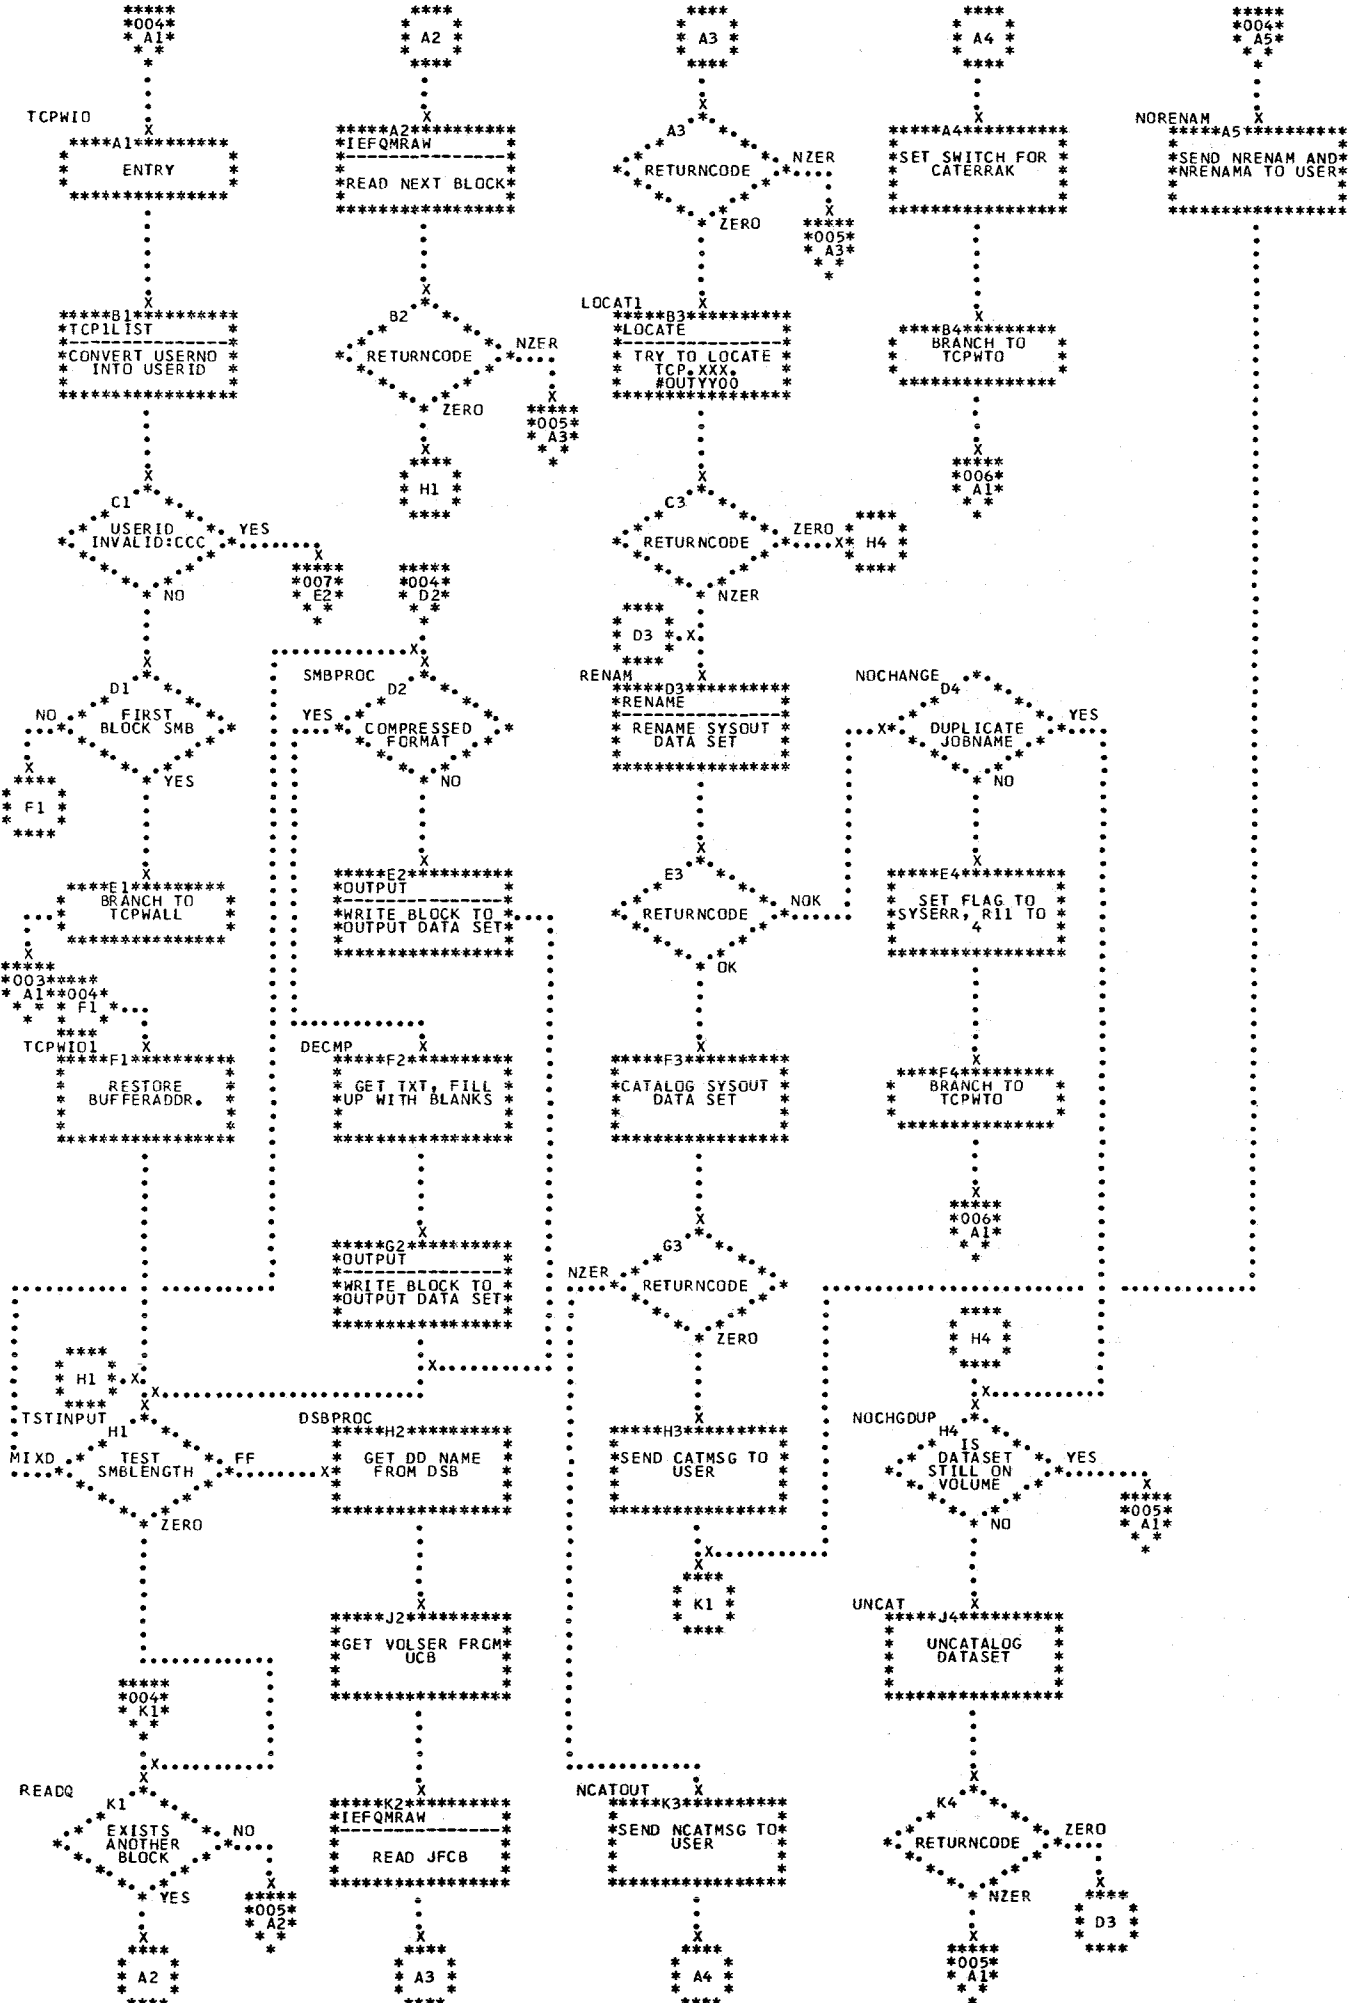 004
A1
TCPWIO
A1
ENTRY
B1
TCP1LIST
CONVERT USERNO
INTO USERID
C1
USERID
INVALID:CCC
YES
007
E2
NO
D1
FIRST
BLOCK SMB
NO
F1
YES
E1
BRANCH TO
TCPWALL
003
A1
004
F1
TCPWIO1
F1
RESTORE
BUFFERADDR.
H1
TSTINPUT
H1
TEST
SMBLENGTH
MIXD
FF
ZERO
004
K1
READQ
K1
EXISTS
ANOTHER
BLOCK
NO
005
A2
YES
A2
A2
A2
IEFQMRAW
READ NEXT BLOCK
B2
RETURNCODE
NZER
005
A3
ZERO
H1
004
D2
SMBPROC
D2
COMPRESSED
FORMAT
YES
NO
E2
OUTPUT
WRITE BLOCK TO
OUTPUT DATA SET
DECMP
F2
GET TXT, FILL
UP WITH BLANKS
G2
OUTPUT
WRITE BLOCK TO
OUTPUT DATA SET
DSBPROC
H2
GET DD NAME
FROM DSB
J2
GET VOLSER FROM
UCB
K2
IEFQMRAW
READ JFCB
A3
A3
A3
RETURNCODE
NZER
005
A3
ZERO
LOCAT1
B3
LOCATE
TRY TO LOCATE
TCP.XXX.
#OUTYY00
C3
RETURNCODE
ZERO
H4
NZER
D3
RENAM
D3
RENAME
RENAME SYSOUT
DATA SET
E3
RETURNCODE
NOK
OK
F3
CATALOG SYSOUT
DATA SET
G3
RETURNCODE
NZER
ZERO
H3
SEND CATMSG TO
USER
K1
NCATOUT
K3
SEND NCATMSG TO
USER
A4
A4
A4
SET SWITCH FOR
CATERRAK
B4
BRANCH TO
TCPWTO
006
A1
NOCHANGE
D4
DUPLICATE
JOBNAME
YES
NO
E4
SET FLAG TO
SYSERR, R11 TO
4
F4
BRANCH TO
TCPWTO
006
A1
H4
NOCHGDUP
H4
IS
DATASET
STILL ON
VOLUME
YES
005
A1
NO
UNCAT
J4
UNCATALOG
DATASET
K4
RETURNCODE
ZERO
D3
NZER
005
A1
004
A5
NORENAM
A5
SEND NRENAM AND
NRENAMA TO USER